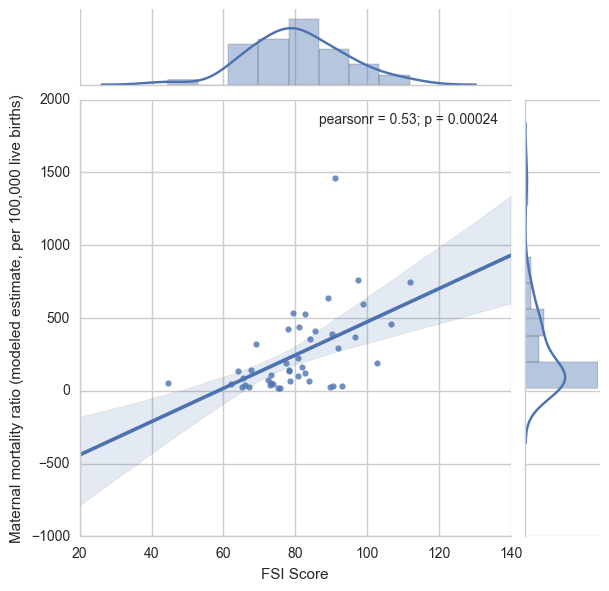 pearsonr = 0.53; p = 0.00024
Maternal mortality ratio (modeled estimate, per 100,000 live births)
2000
1500
1000
500
0
−500
−1000
20 40 60 80 100 120 140
FSI Score